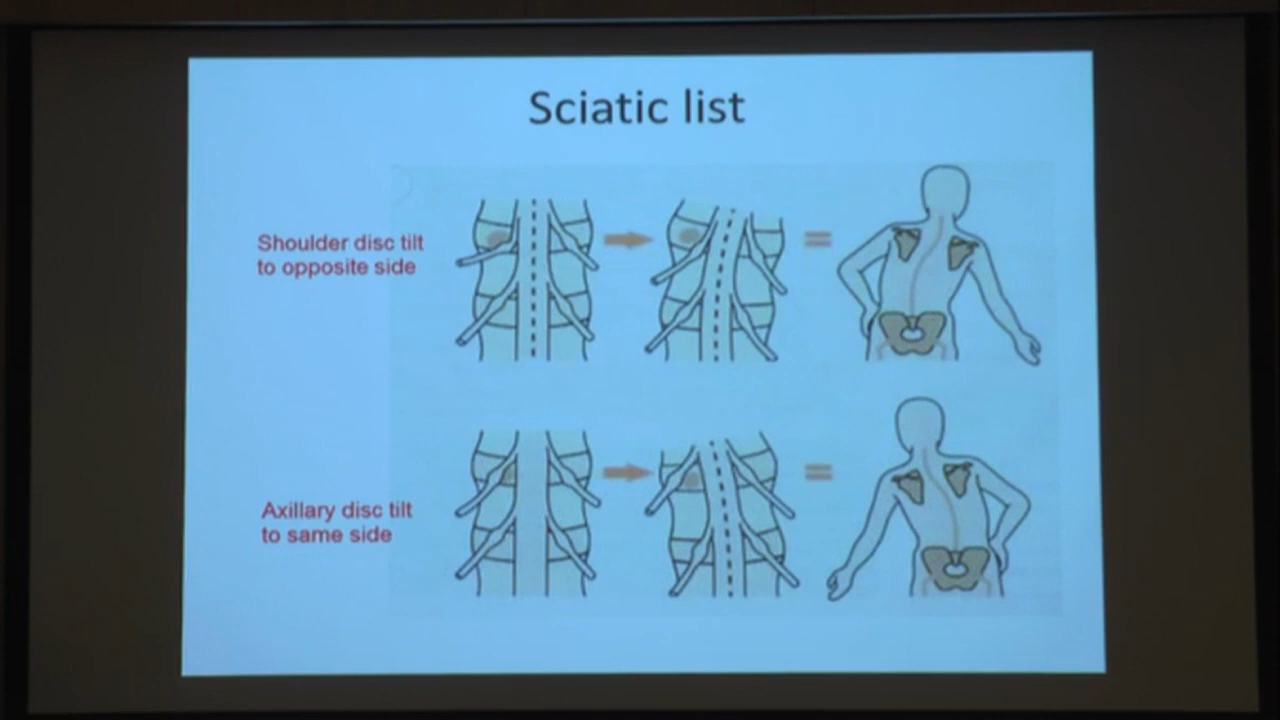 Sciatic list
Shoulder disc tilt
to opposite side
Axillary disc tilt
to same side